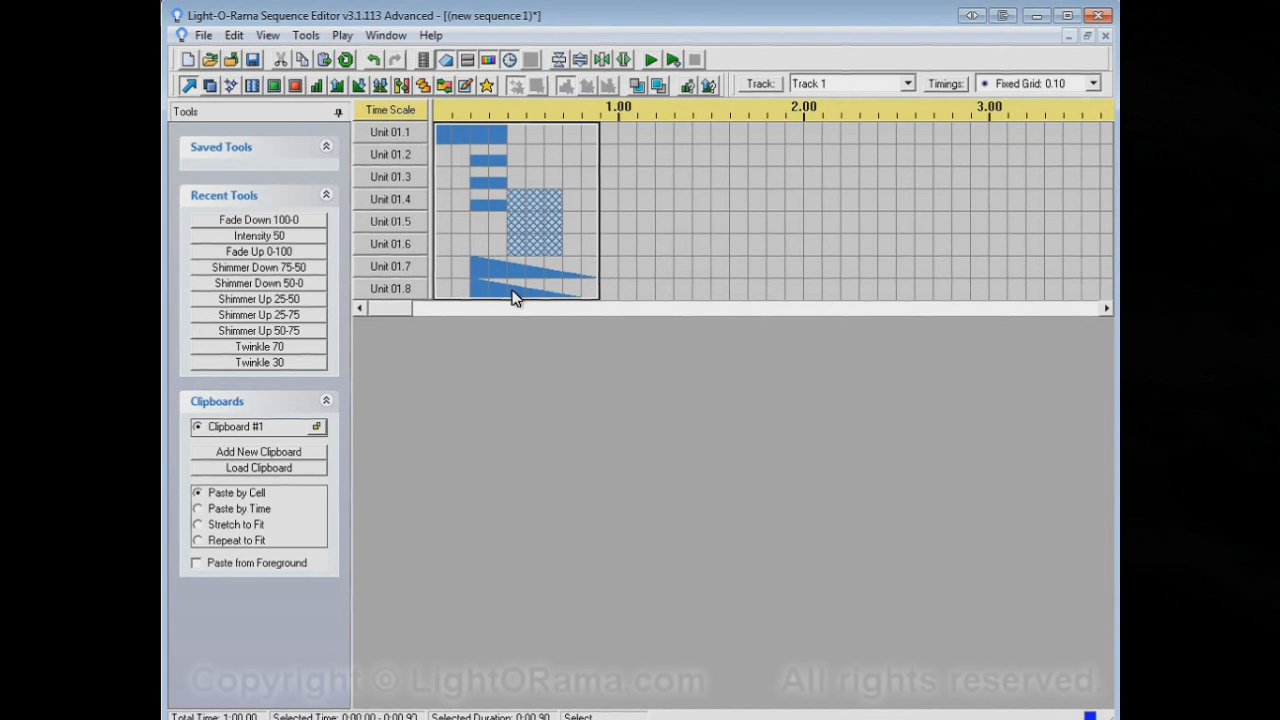 Light-O-Rama Sequence Editor v3.1.113 Advanced - [(new sequence1)*]
File Edit View Tools Play Window Help
Track: Track 1 Timings: Fixed Grid: 0.10
Tools
Time Scale 1.00 2.00 3.00
Unit 01.1
Unit 01.2
Unit 01.3
Unit 01.4
Unit 01.5
Unit 01.6
Unit 01.7
Unit 01.8
Saved Tools
Recent Tools
Fade Down 100-0
Intensity 50
Fade Up 0-100
Shimmer Down 75-50
Shimmer Down 50-0
Shimmer Up 25-50
Shimmer Up 25-75
Shimmer Up 50-75
Twinkle 70
Twinkle 30
Clipboards
Clipboard #1
Add New Clipboard
Load Clipboard
Paste by Cell
Paste by Time
Stretch to Fit
Repeat to Fit
Paste from Foreground
Copyright © LightORama.com All rights reserved.
Total Time: 1:00.00 Selected Time: 0:00.00 - 0:00.90 Selected Duration: 0:00.90 Select